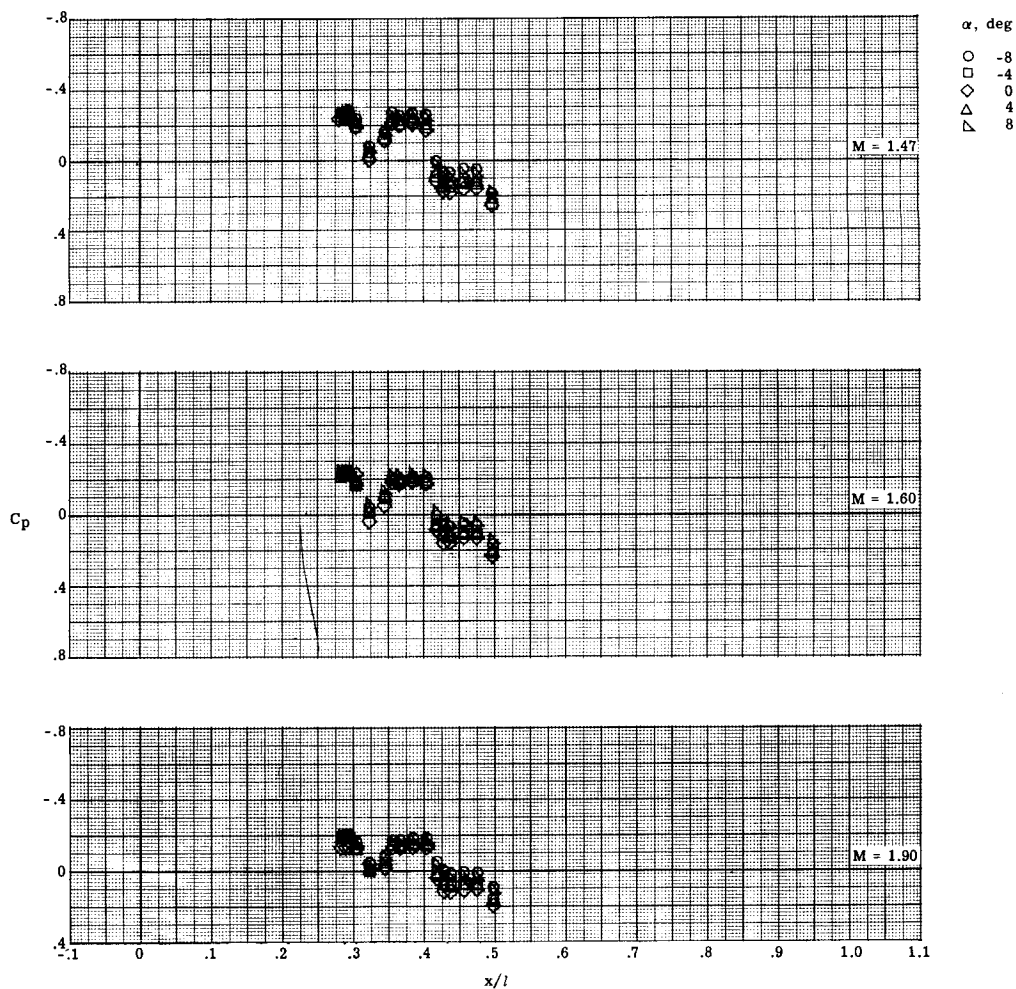 α, deg
-8
-4
0
4
8
-.8
-.4
0
.4
.8
M = 1.47
-.8
-.4
0
.4
.8
M = 1.60
Cp
-.8
-.4
0
.4
M = 1.90
-.1 0 .1 .2 .3 .4 .5 .6 .7 .8 .9 1.0 1.1
x/l